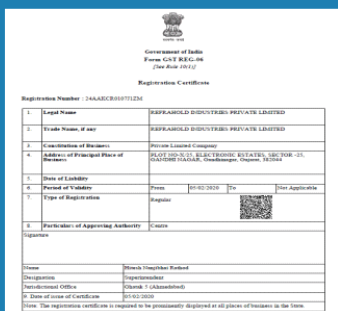 Government of India
Form GST REG-06
[See Rule 10(1)]
Registration Certificate
Registration Number :
1. Legal Name REFRAHOLD INDUSTRIES PRIVATE LIMITED
2. Trade Name, if any REFRAHOLD INDUSTRIES PRIVATE LIMITED
3. Constitution of Business Private Limited Company
4. Address of Principal Place of Business PLOT NO-X/25, ELECTRONIC ESTATES, SECTOR -25, GANDHI NAGAR, Gandhinagar, Gujarat, 382044
5. Date of Liability
6. Period of Validity From 05/02/2020 To Not Applicable
7. Type of Registration Regular
8. Particulars of Approving Authority Centre
Signature
Name Hitesh Rathod
Designation Superintendent
Jurisdictional Office Ghatak 7 (Ahmedabad)
9. Date of issue of Certificate 05/02/2020
Note: The registration certificate is required to be prominently displayed at all places of business in the State.